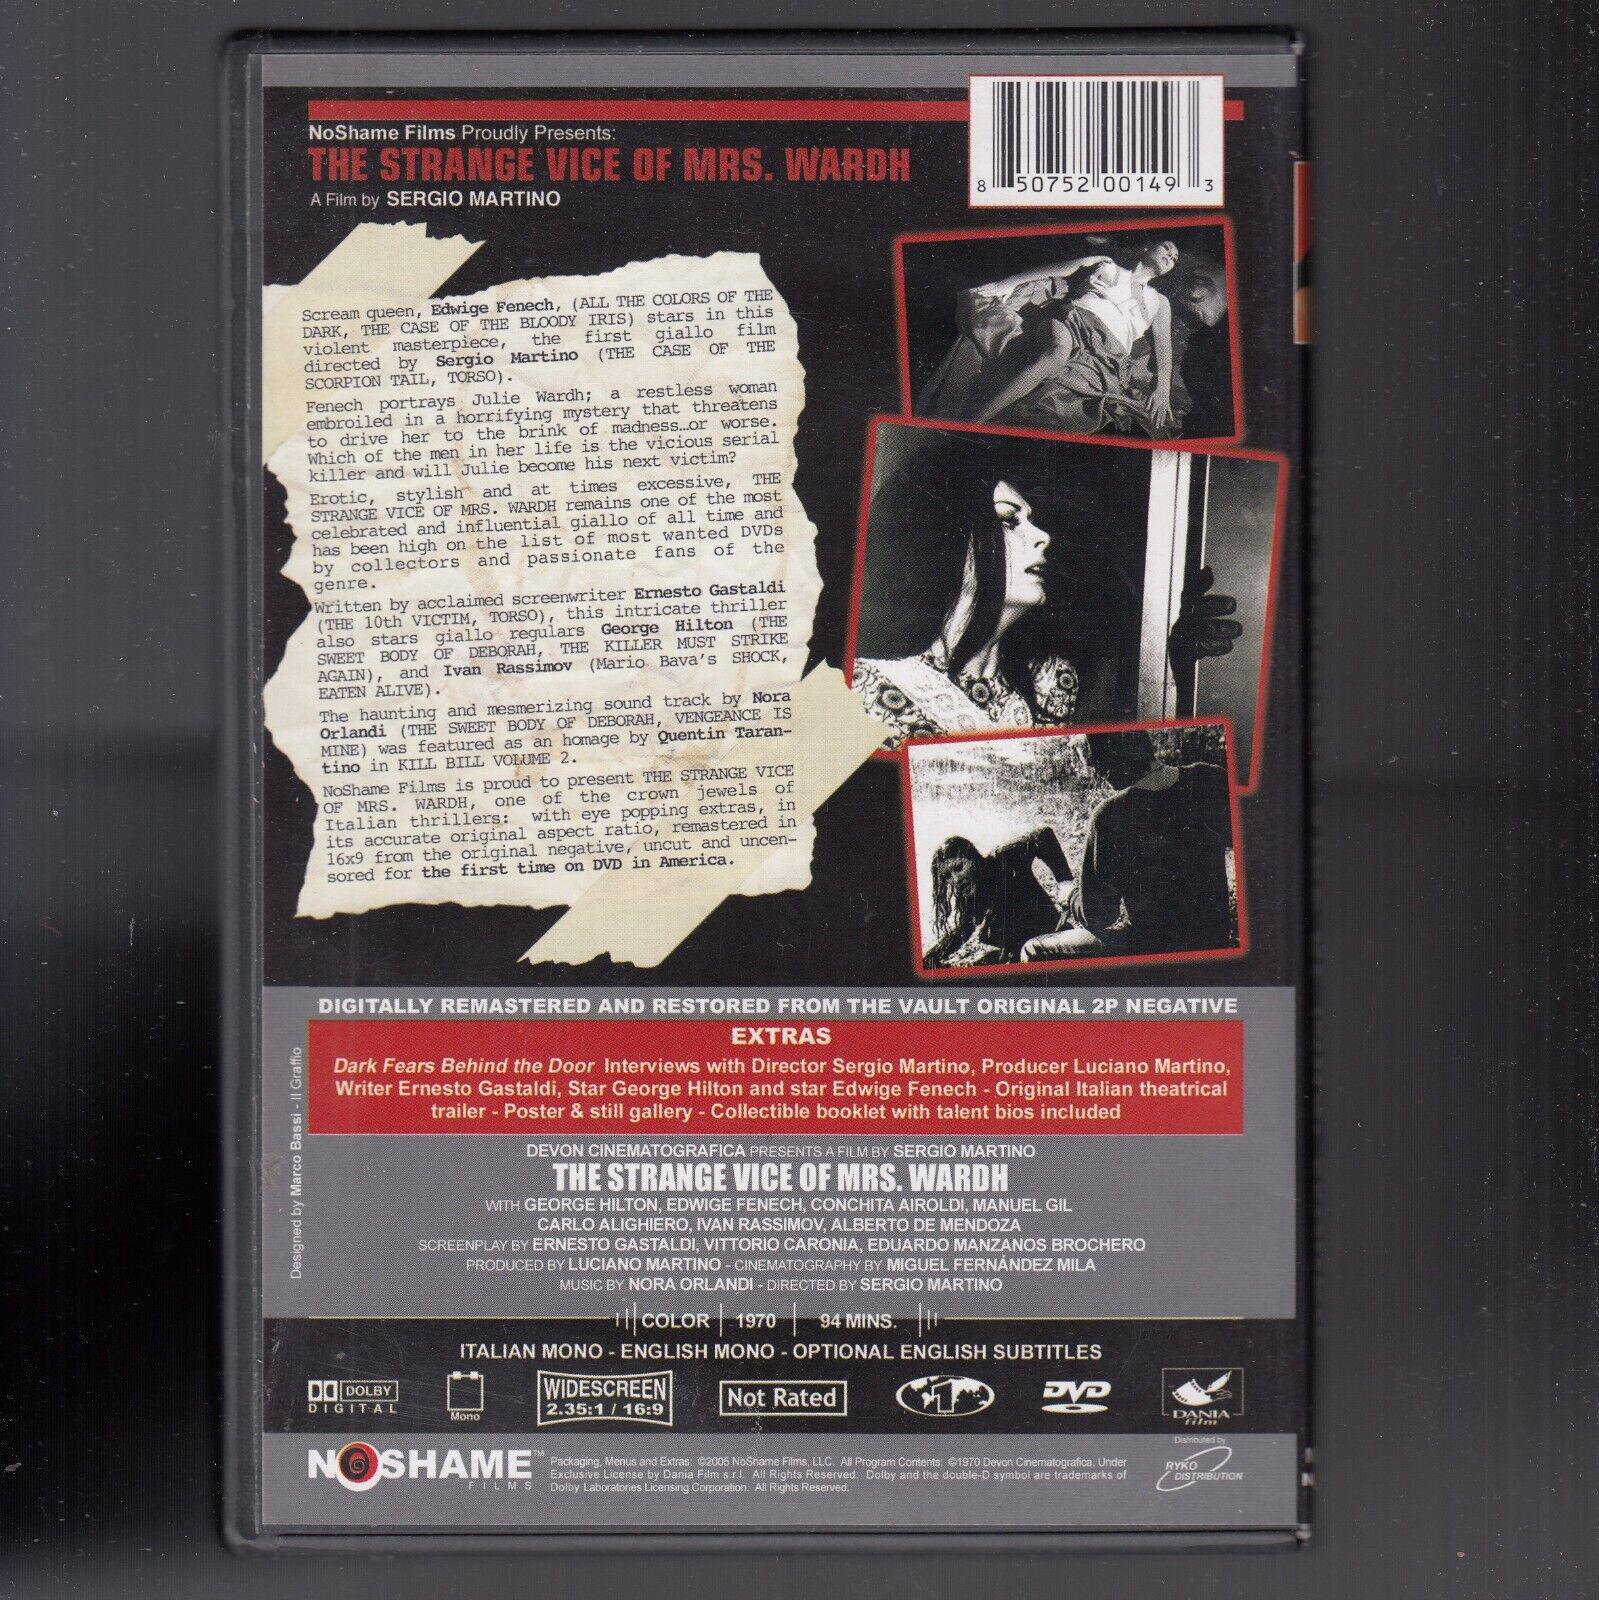 NoShame Films Proudly Presents:
THE STRANGE VICE OF MRS. WARDH
A Film by SERGIO MARTINO
8 50752 00149 3
Scream queen, Edwige Fenech, (ALL THE COLORS OF THE
DARK, THE CASE OF THE BLOODY IRIS) stars in this
violent masterpiece, the first giallo film
directed by Sergio Martino (THE CASE OF THE
SCORPION TAIL, TORSO).
Fenech portrays Julie Wardh; a restless woman
embroiled in a horrifying mystery that threatens
to drive her to the brink of madness…or worse.
Which of the men in her life is the vicious serial
killer and will Julie become his next victim?
Erotic, stylish and at times excessive, THE
STRANGE VICE OF MRS. WARDH remains one of the most
celebrated and influential giallo of all time and
has been high on the list of most wanted DVDs
by collectors and passionate fans of the
genre.
Written by acclaimed screenwriter Ernesto Gastaldi
(THE 10th VICTIM, TORSO), this intricate thriller
also stars giallo regulars George Hilton (THE
SWEET BODY OF DEBORAH, THE KILLER MUST STRIKE
AGAIN), and Ivan Rassimov (Mario Bava's SHOCK,
EATEN ALIVE).
The haunting and mesmerizing sound track by Nora
Orlandi (THE SWEET BODY OF DEBORAH, VENGEANCE IS
MINE) was featured as an homage by Quentin Taran-
tino in KILL BILL VOLUME 2.
NoShame Films is proud to present THE STRANGE VICE
OF MRS. WARDH, one of the crown jewels of
Italian thrillers: with eye popping extras, in
its accurate original aspect ratio, remastered in
16x9 from the original negative, uncut and uncen-
sored for the first time on DVD in America.
DIGITALLY REMASTERED AND RESTORED FROM THE VAULT ORIGINAL 2P NEGATIVE
EXTRAS
Dark Fears Behind the Door Interviews with Director Sergio Martino, Producer Luciano Martino,
Writer Ernesto Gastaldi, Star George Hilton and star Edwige Fenech - Original Italian theatrical
trailer - Poster & still gallery - Collectible booklet with talent bios included
Designed by Marco Bassi - Il Graffio
DEVON CINEMATOGRAFICA PRESENTS A FILM BY SERGIO MARTINO
THE STRANGE VICE OF MRS. WARDH
WITH GEORGE HILTON, EDWIGE FENECH, CONCHITA AIROLDI, MANUEL GIL
CARLO ALIGHIERO, IVAN RASSIMOV, ALBERTO DE MENDOZA
SCREENPLAY BY ERNESTO GASTALDI, VITTORIO CARONIA, EDUARDO MANZANOS BROCHERO
PRODUCED BY LUCIANO MARTINO - CINEMATOGRAPHY BY MIGUEL FERNÁNDEZ MILA
MUSIC BY NORA ORLANDI - DIRECTED BY SERGIO MARTINO
COLOR 1970 94 MINS.
ITALIAN MONO - ENGLISH MONO - OPTIONAL ENGLISH SUBTITLES
DOLBY
DIGITAL
Mono
WIDESCREEN
2.35:1 / 16:9
Not Rated
1
DVD
DANIA
film
NOSHAME™
FILMS
Packaging, Menus and Extras: ©2005 NoShame Films, LLC. All Program Contents: ©1970 Devon Cinematografica. Under
Exclusive License by Dania Film s.r.l. All Rights Reserved. Dolby and the double-D symbol are trademarks of
Dolby Laboratories Licensing Corporation. All Rights Reserved.
Distributed by
RYKO
DISTRIBUTION